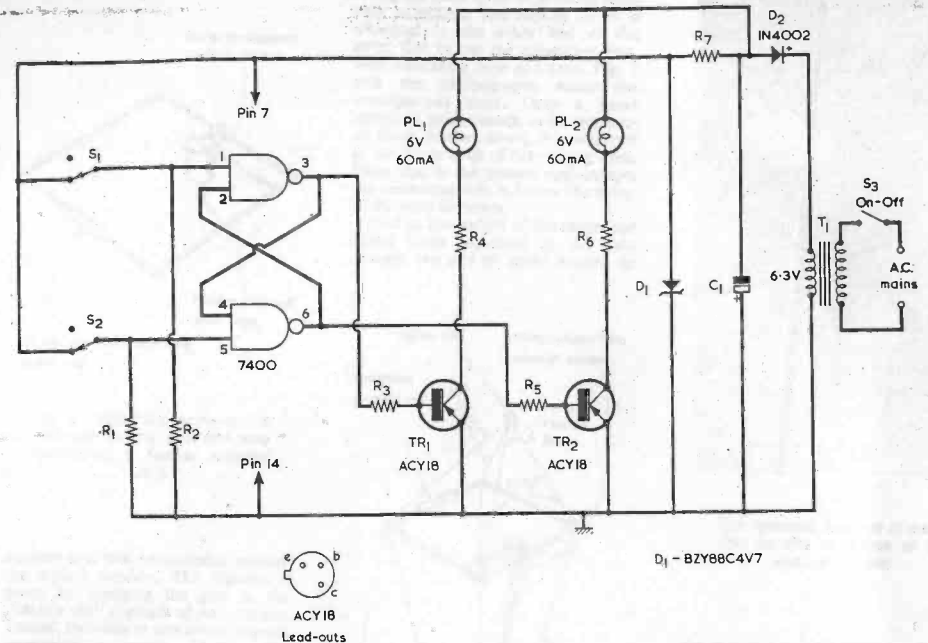 D2
IN4002
+
R7
Pin 7
PL1
6V
60mA
PL2
6V
60mA
S1
1
2
3
S3
On-Off
T1
R4
R6
6·3V
A.C.
mains
D1
C1
+
S2
4
5
6
7400
R3
R5
R1
R2
TR1
ACY18
TR2
ACY18
Pin 14
D1 - BZY88C4V7
e
b
c
ACY18
Lead-outs